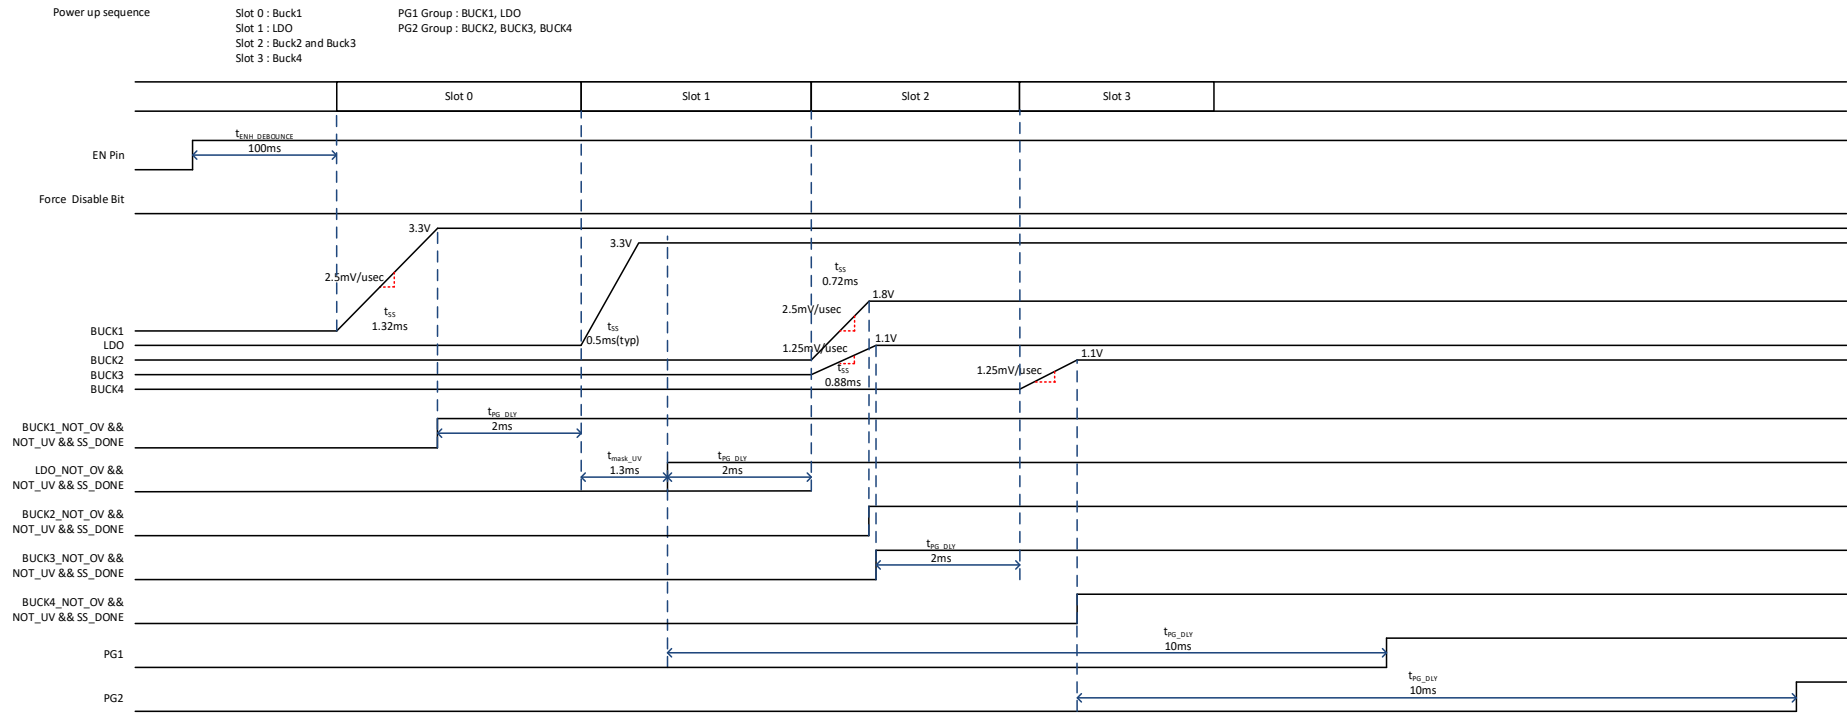 Power up sequence
Slot 0 : Buck1
Slot 1 : LDO
Slot 2 : Buck2 and Buck3
Slot 3 : Buck4
PG1 Group : BUCK1, LDO
PG2 Group : BUCK2, BUCK3, BUCK4
Slot 0
Slot 1
Slot 2
Slot 3
EN Pin
tENH_DEBOUNCE
100ms
Force Disable Bit
3.3V
2.5mV/usec
tSS
1.32ms
3.3V
tSS
0.5ms(typ)
tSS
0.72ms
1.8V
2.5mV/usec
1.1V
1.25mV/usec
tSS
0.88ms
1.1V
1.25mV/usec
BUCK1
LDO
BUCK2
BUCK3
BUCK4
BUCK1_NOT_OV &&
NOT_UV && SS_DONE
tPG_DLY
2ms
LDO_NOT_OV &&
NOT_UV && SS_DONE
tmask_UV
1.3ms
tPG_DLY
2ms
BUCK2_NOT_OV &&
NOT_UV && SS_DONE
BUCK3_NOT_OV &&
NOT_UV && SS_DONE
tPG_DLY
2ms
BUCK4_NOT_OV &&
NOT_UV && SS_DONE
PG1
tPG_DLY
10ms
PG2
tPG_DLY
10ms